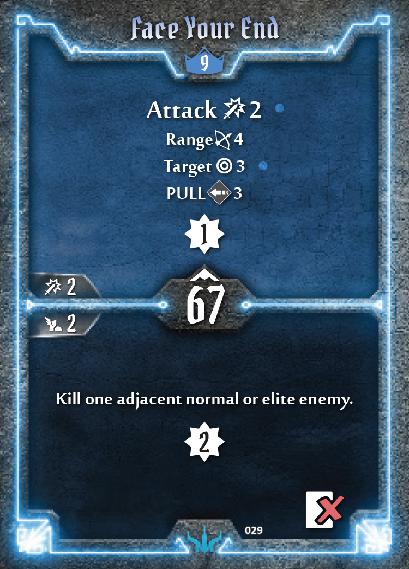 Face Your End
9
Attack 2
Range 4
Target 3
PULL 3
1
2
67
2
Kill one adjacent normal or elite enemy.
2
029